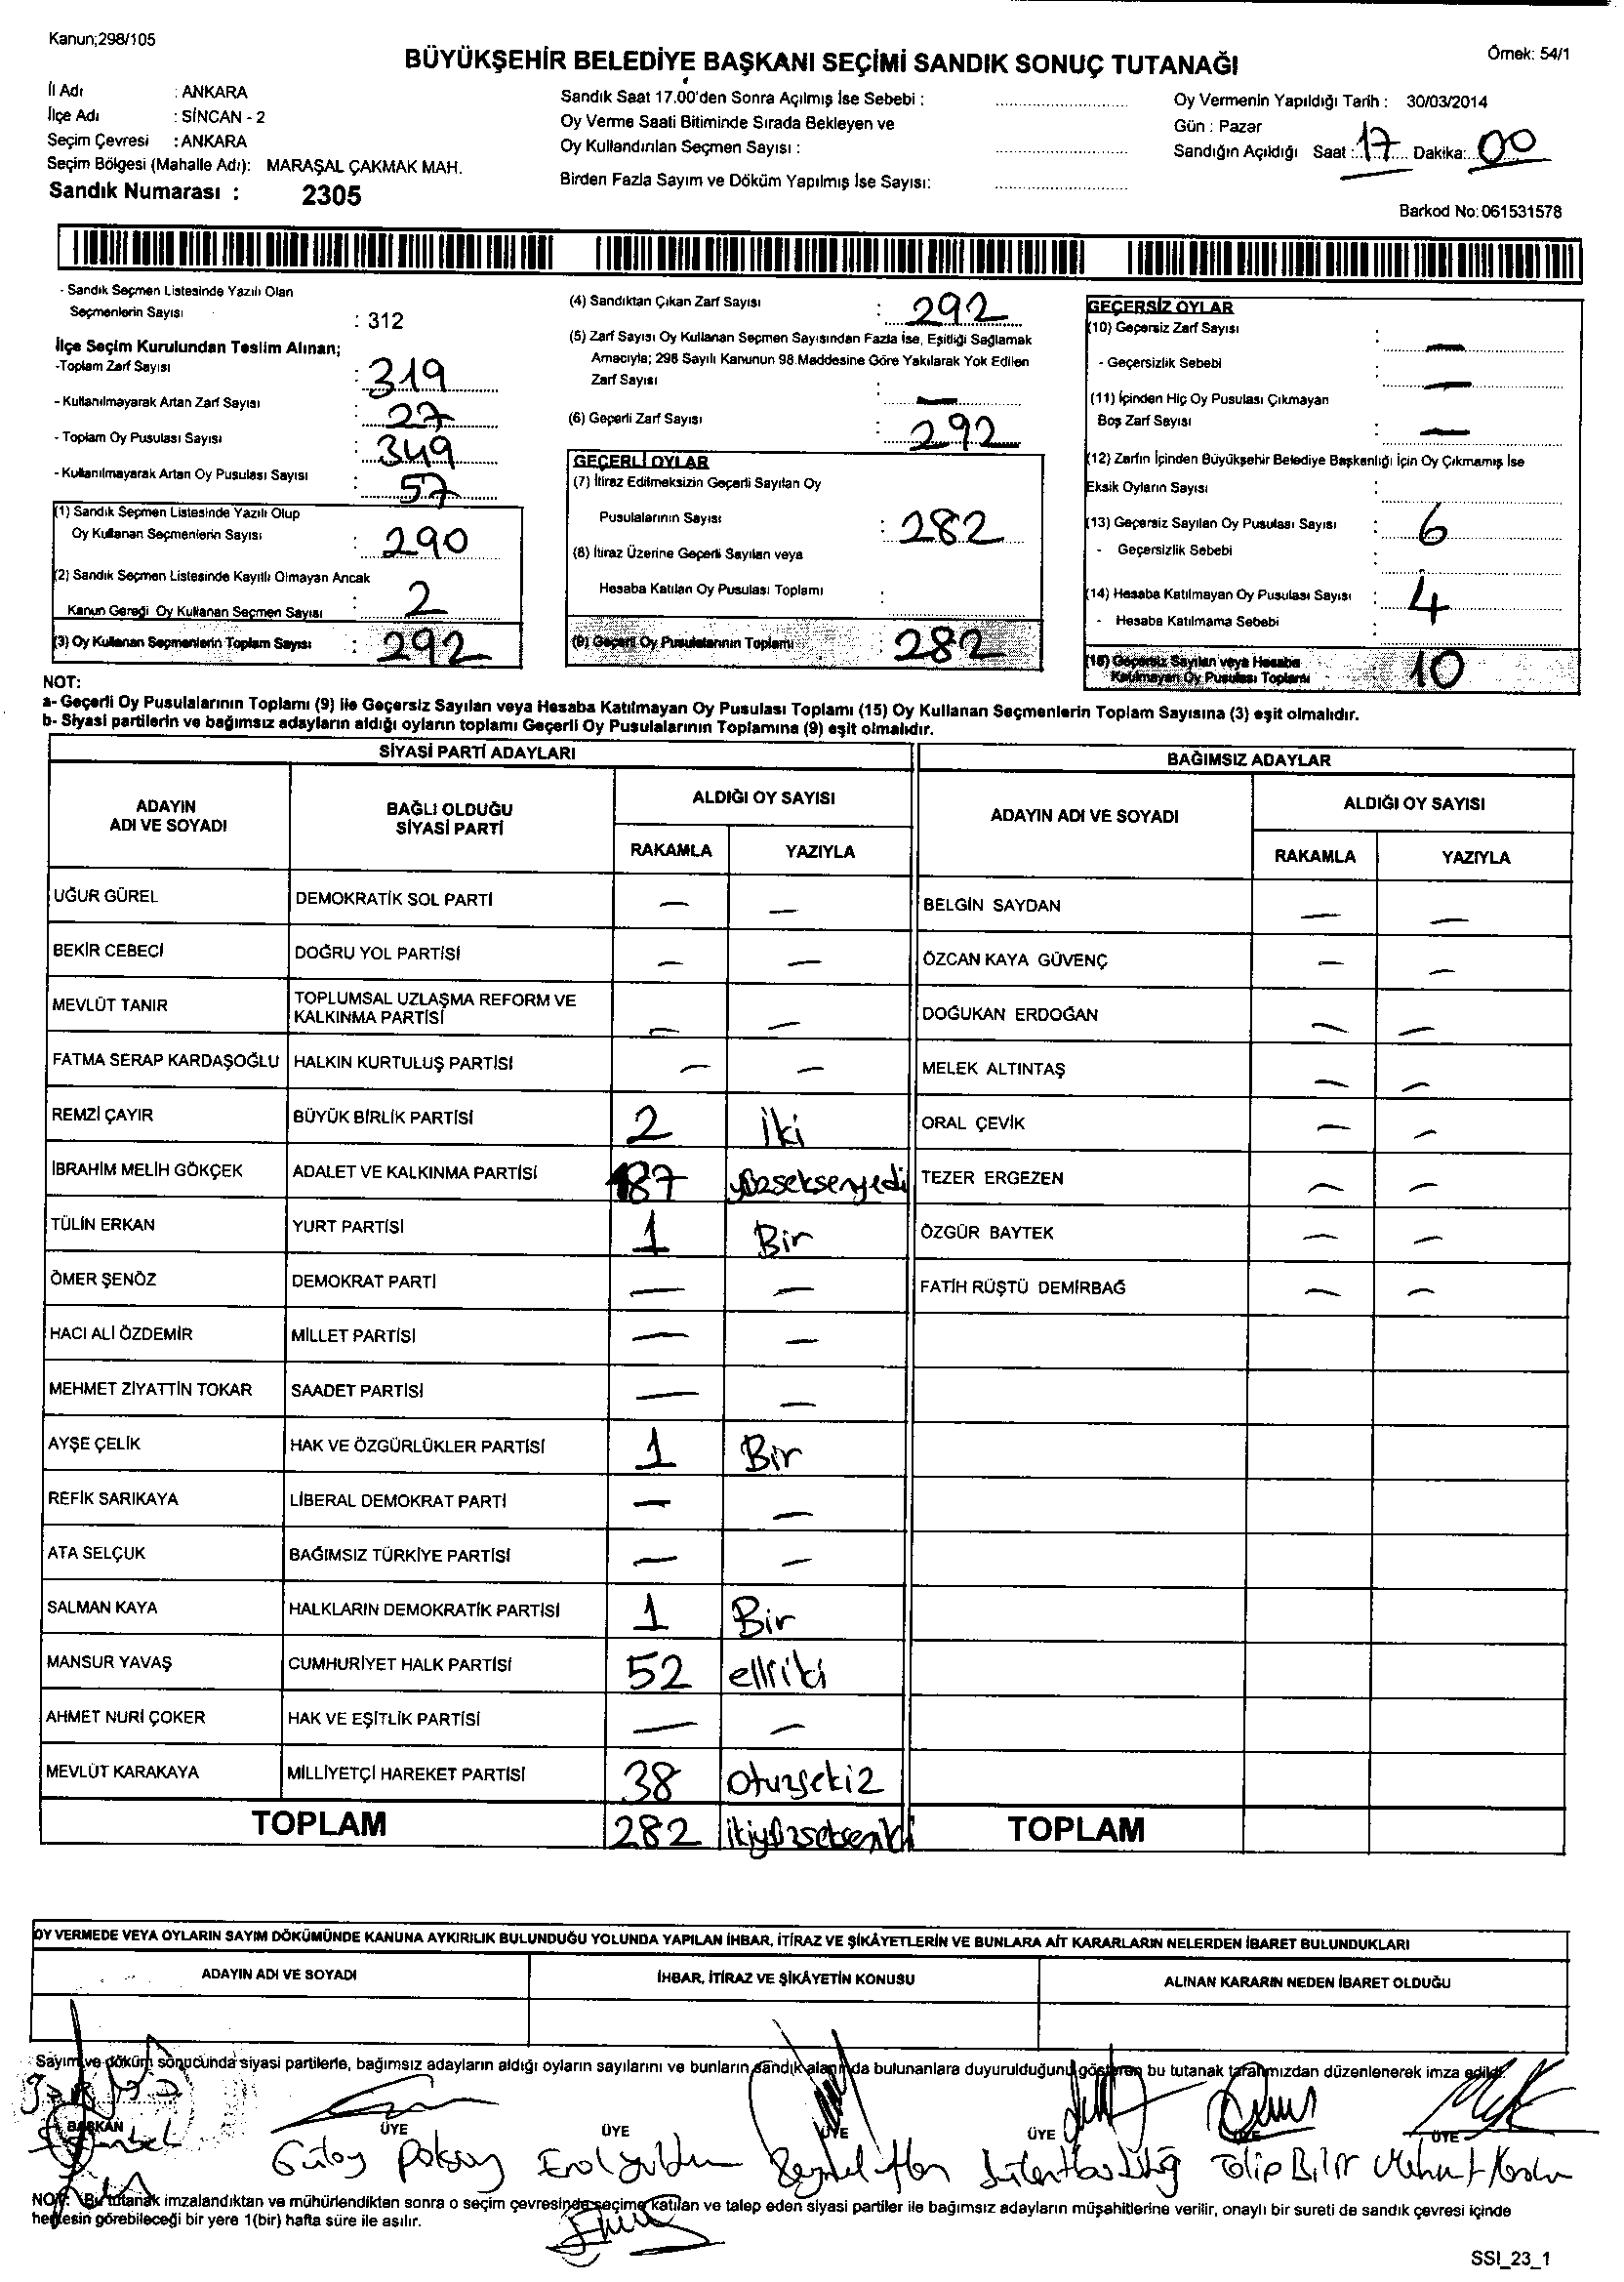 Kanun;298/105
Örnek: 54/1
BÜYÜKŞEHİR BELEDİYE BAŞKANI SEÇİMİ SANDIK SONUÇ TUTANAĞI
İl Adı : ANKARA
İlçe Adı : SİNCAN - 2
Seçim Çevresi : ANKARA
Seçim Bölgesi (Mahalle Adı): MARAŞAL ÇAKMAK MAH.
Sandık Numarası : 2305
Sandık Saat 17.00'den Sonra Açılmış İse Sebebi :
Oy Verme Saati Bitiminde Sırada Bekleyen ve
Oy Kullandırılan Seçmen Sayısı :
Birden Fazla Sayım ve Döküm Yapılmış İse Sayısı:
Oy Vermenin Yapıldığı Tarih : 30/03/2014
Gün : Pazar
Sandığın Açıldığı Saat : 17 Dakika: 00
Barkod No:061531578
- Sandık Seçmen Listesinde Yazılı Olan
Seçmenlerin Sayısı : 312
İlçe Seçim Kurulundan Teslim Alınan;
-Toplam Zarf Sayısı : 319
- Kullanılmayarak Artan Zarf Sayısı : 27
- Toplam Oy Pusulası Sayısı : 349
- Kullanılmayarak Artan Oy Pusulası Sayısı : 57
(1) Sandık Seçmen Listesinde Yazılı Olup
Oy Kullanan Seçmenlerin Sayısı : 290
(2) Sandık Seçmen Listesinde Kayıtlı Olmayan Ancak
Kanun Gereği Oy Kullanan Seçmen Sayısı : 2
(3) Oy Kullanan Seçmenlerin Toplam Sayısı : 292
(4) Sandıktan Çıkan Zarf Sayısı : 292
(5) Zarf Sayısı Oy Kullanan Seçmen Sayısından Fazla İse, Eşitliği Sağlamak
Amacıyla; 298 Sayılı Kanunun 98.Maddesine Göre Yakılarak Yok Edilen
Zarf Sayısı : —
(6) Geçerli Zarf Sayısı : 292
GEÇERLİ OYLAR
(7) İtiraz Edilmeksizin Geçerli Sayılan Oy
Pusulalarının Sayısı : 282
(8) İtiraz Üzerine Geçerli Sayılan veya
Hesaba Katılan Oy Pusulası Toplamı :
(9) Geçerli Oy Pusulalarının Toplamı : 282
GEÇERSİZ OYLAR
(10) Geçersiz Zarf Sayısı : —
- Geçersizlik Sebebi : —
(11) İçinden Hiç Oy Pusulası Çıkmayan
Boş Zarf Sayısı : —
(12) Zarfın İçinden Büyükşehir Belediye Başkanlığı İçin Oy Çıkmamış İse
Eksik Oyların Sayısı :
(13) Geçersiz Sayılan Oy Pusulası Sayısı : 6
- Geçersizlik Sebebi :
(14) Hesaba Katılmayan Oy Pusulası Sayısı : 4
- Hesaba Katılmama Sebebi :
(15) Geçersiz Sayılan veya Hesaba
Katılmayan Oy Pusulası Toplamı : 10
NOT:
a- Geçerli Oy Pusulalarının Toplamı (9) ile Geçersiz Sayılan veya Hesaba Katılmayan Oy Pusulası Toplamı (15) Oy Kullanan Seçmenlerin Toplam Sayısına (3) eşit olmalıdır.
b- Siyasi partilerin ve bağımsız adayların aldığı oyların toplamı Geçerli Oy Pusulalarının Toplamına (9) eşit olmalıdır.
SİYASİ PARTİ ADAYLARI
ADAYIN ADI VE SOYADI
BAĞLI OLDUĞU SİYASİ PARTİ
ALDIĞI OY SAYISI
RAKAMLA YAZIYLA
UĞUR GÜREL DEMOKRATİK SOL PARTİ — —
BEKİR CEBECİ DOĞRU YOL PARTİSİ — —
MEVLÜT TANIR TOPLUMSAL UZLAŞMA REFORM VE
KALKINMA PARTİSİ — —
FATMA SERAP KARDAŞOĞLU HALKIN KURTULUŞ PARTİSİ — —
REMZİ ÇAYIR BÜYÜK BİRLİK PARTİSİ 2 iki
İBRAHİM MELİH GÖKÇEK ADALET VE KALKINMA PARTİSİ 187 yüzseksenyedi
TÜLİN ERKAN YURT PARTİSİ 1 Bir
ÖMER ŞENÖZ DEMOKRAT PARTİ — —
HACI ALİ ÖZDEMİR MİLLET PARTİSİ — —
MEHMET ZİYATTİN TOKAR SAADET PARTİSİ — —
AYŞE ÇELİK HAK VE ÖZGÜRLÜKLER PARTİSİ 1 Bir
REFİK SARIKAYA LİBERAL DEMOKRAT PARTİ — —
ATA SELÇUK BAĞIMSIZ TÜRKİYE PARTİSİ — —
SALMAN KAYA HALKLARIN DEMOKRATİK PARTİSİ 1 Bir
MANSUR YAVAŞ CUMHURİYET HALK PARTİSİ 52 elliiki
AHMET NURİ ÇOKER HAK VE EŞİTLİK PARTİSİ — —
MEVLÜT KARAKAYA MİLLİYETÇİ HAREKET PARTİSİ 38 otuzsekiz
TOPLAM 282 ikiyüzsekseniki
BAĞIMSIZ ADAYLAR
ADAYIN ADI VE SOYADI
ALDIĞI OY SAYISI
RAKAMLA YAZIYLA
BELGİN SAYDAN — —
ÖZCAN KAYA GÜVENÇ — —
DOĞUKAN ERDOĞAN — —
MELEK ALTINTAŞ — —
ORAL ÇEVİK — —
TEZER ERGEZEN — —
ÖZGÜR BAYTEK — —
FATİH RÜŞTÜ DEMİRBAĞ — —
TOPLAM
OY VERMEDE VEYA OYLARIN SAYIM DÖKÜMÜNDE KANUNA AYKIRILIK BULUNDUĞU YOLUNDA YAPILAN İHBAR, İTİRAZ VE ŞİKÂYETLERİN VE BUNLARA AİT KARARLARIN NELERDEN İBARET BULUNDUKLARI
ADAYIN ADI VE SOYADI İHBAR, İTİRAZ VE ŞİKÂYETİN KONUSU ALINAN KARARIN NEDEN İBARET OLDUĞU
Sayım ve döküm sonucunda siyasi partilerle, bağımsız adayların aldığı oyların sayılarını ve bunların sandık alanında bulunanlara duyurulduğunu gösteren bu tutanak tarafımızdan düzenlenerek imza edildi.
BAŞKAN ÜYE ÜYE ÜYE ÜYE ÜYE ÜYE
Gülay Erol Zeynel Talip
NOT: Bu tutanak imzalandıktan ve mühürlendikten sonra o seçim çevresinde seçime katılan ve talep eden siyasi partiler ile bağımsız adayların müşahitlerine verilir, onaylı bir sureti de sandık çevresi içinde
herkesin görebileceği bir yere 1(bir) hafta süre ile asılır.
SSI_23_1